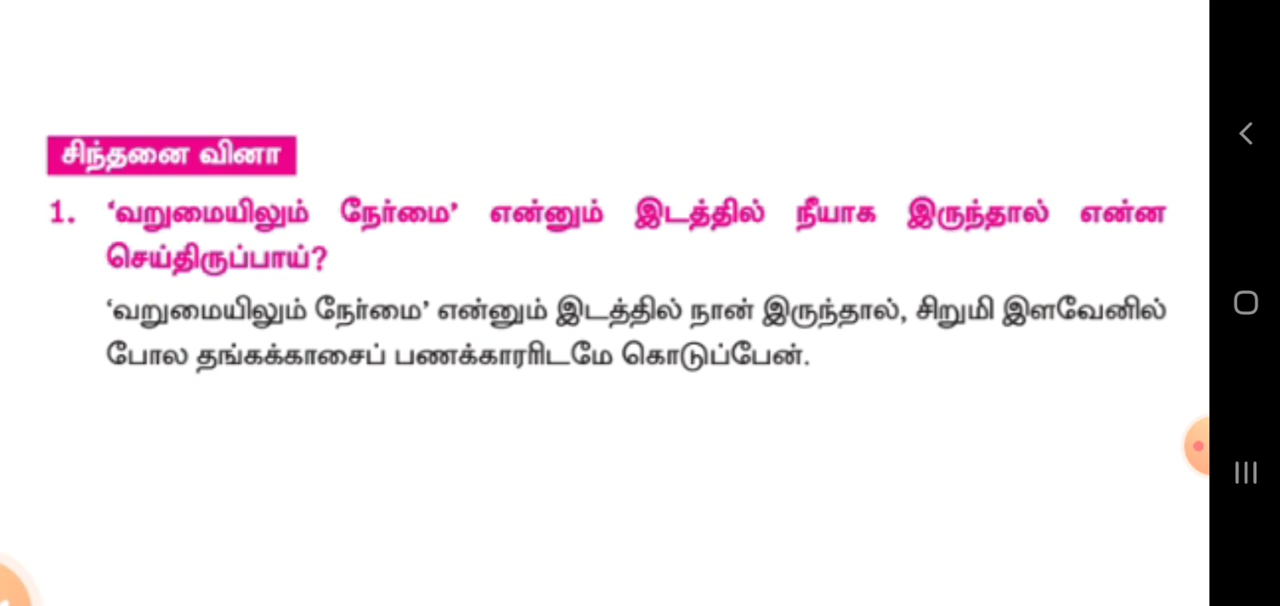 சிந்தனை வினா
1. ‘வறுமையிலும் நேர்மை’ என்னும் இடத்தில் நீயாக இருந்தால் என்ன
செய்திருப்பாய்?
‘வறுமையிலும் நேர்மை’ என்னும் இடத்தில் நான் இருந்தால், சிறுமி இளவேனில்
போல தங்கக்காசைப் பணக்காரரிடமே கொடுப்பேன்.